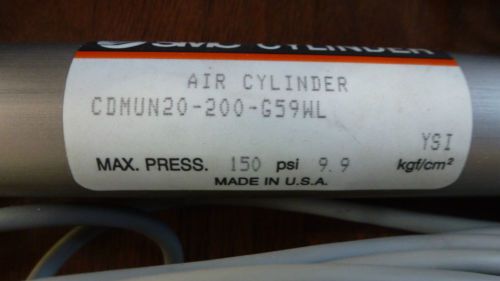 SMC CYLINDER
AIR CYLINDER
CDMUN20-200-G59WL
YSI
MAX. PRESS. 150 psi 9.9 kgf/cm²
MADE IN U.S.A.